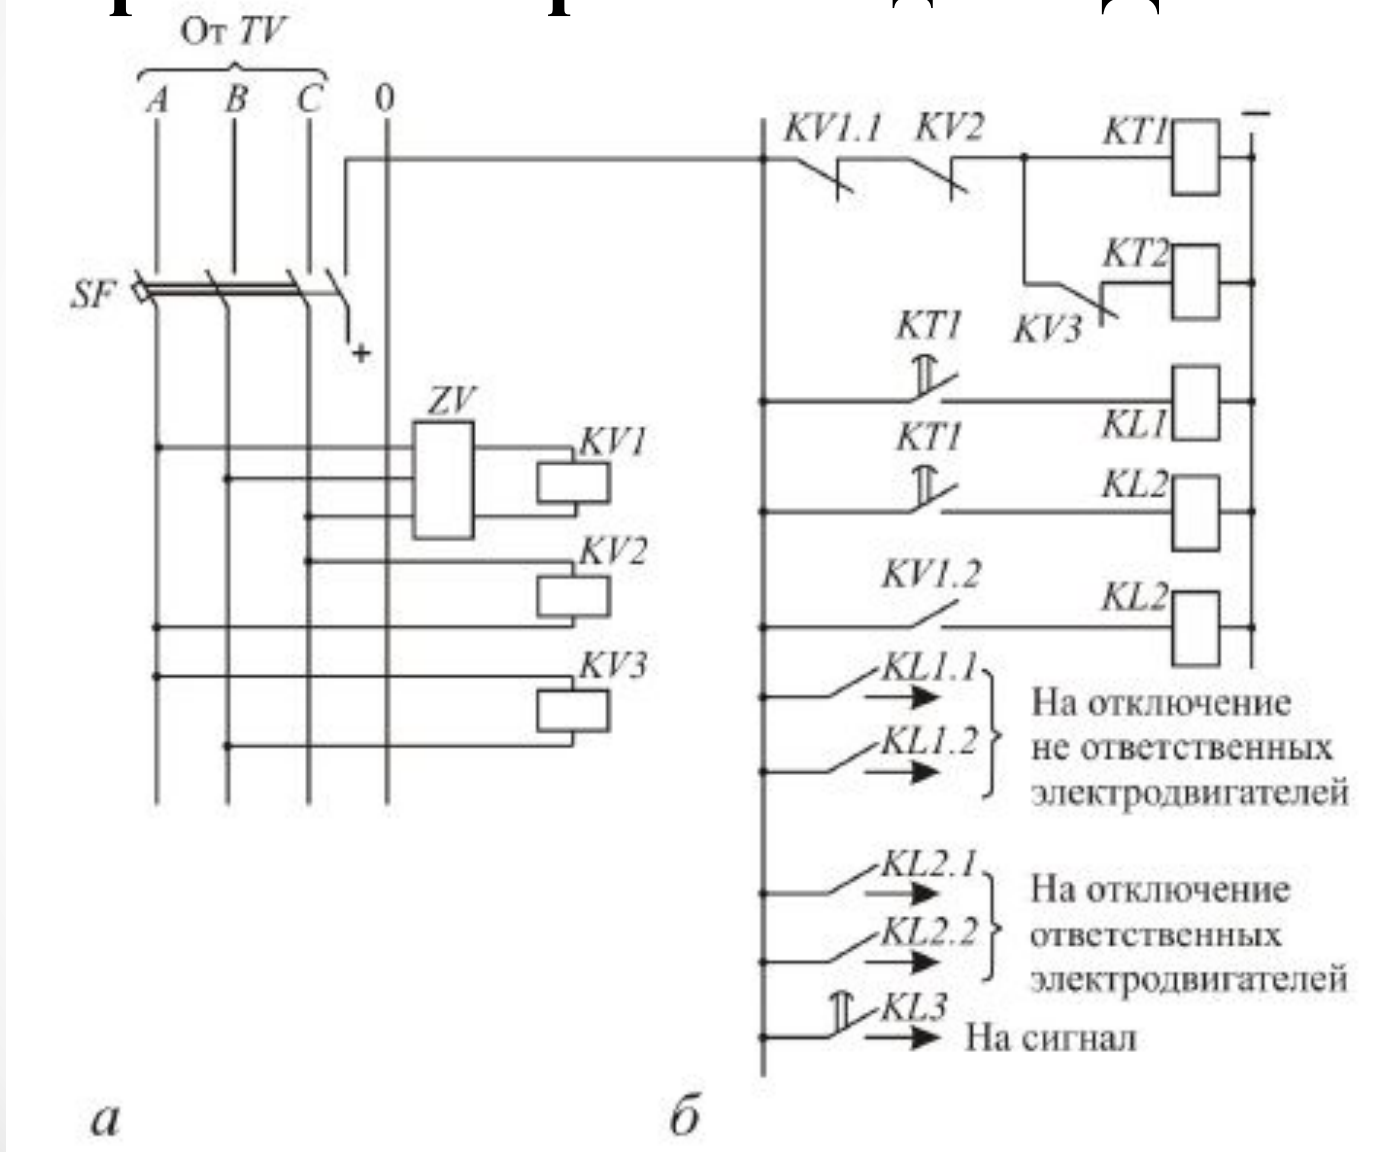 От TV
A B C 0
SF
+
ZV
KV1
KV2
KV3
а
KV1.1 KV2 KT1 −
KT2
KV3
KT1
KL1
KT1
KL2
KV1.2
KL2
KL1.1
KL1.2
На отключение
не ответственных
электродвигателей
KL2.1
KL2.2
На отключение
ответственных
электродвигателей
KL3
На сигнал
б